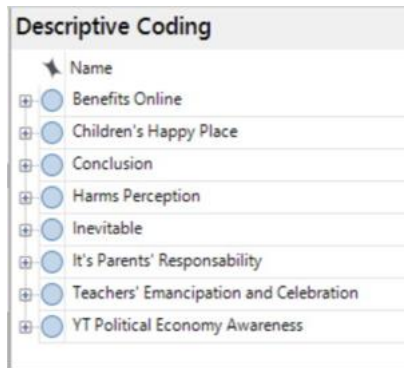 Descriptive Coding
Name
Benefits Online
Children's Happy Place
Conclusion
Harms Perception
Inevitable
It's Parents' Responsability
Teachers' Emancipation and Celebration
YT Political Economy Awareness